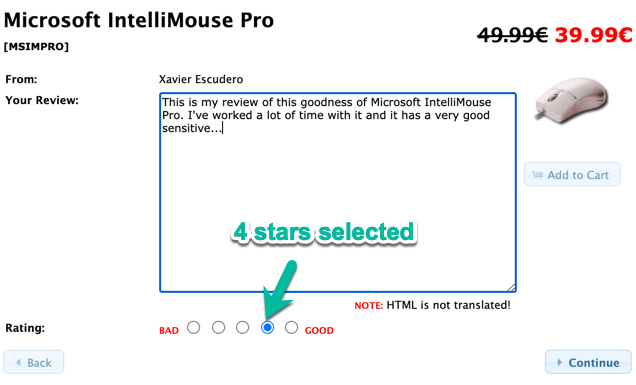 Microsoft IntelliMouse Pro
49.99€ 39.99€
[MSIMPRO]
From: Xavier Escudero
Your Review:
This is my review of this goodness of Microsoft IntelliMouse
Pro. I've worked a lot of time with it and it has a very good
sensitive...
Add to Cart
4 stars selected
NOTE: HTML is not translated!
Rating: BAD GOOD
Back
Continue